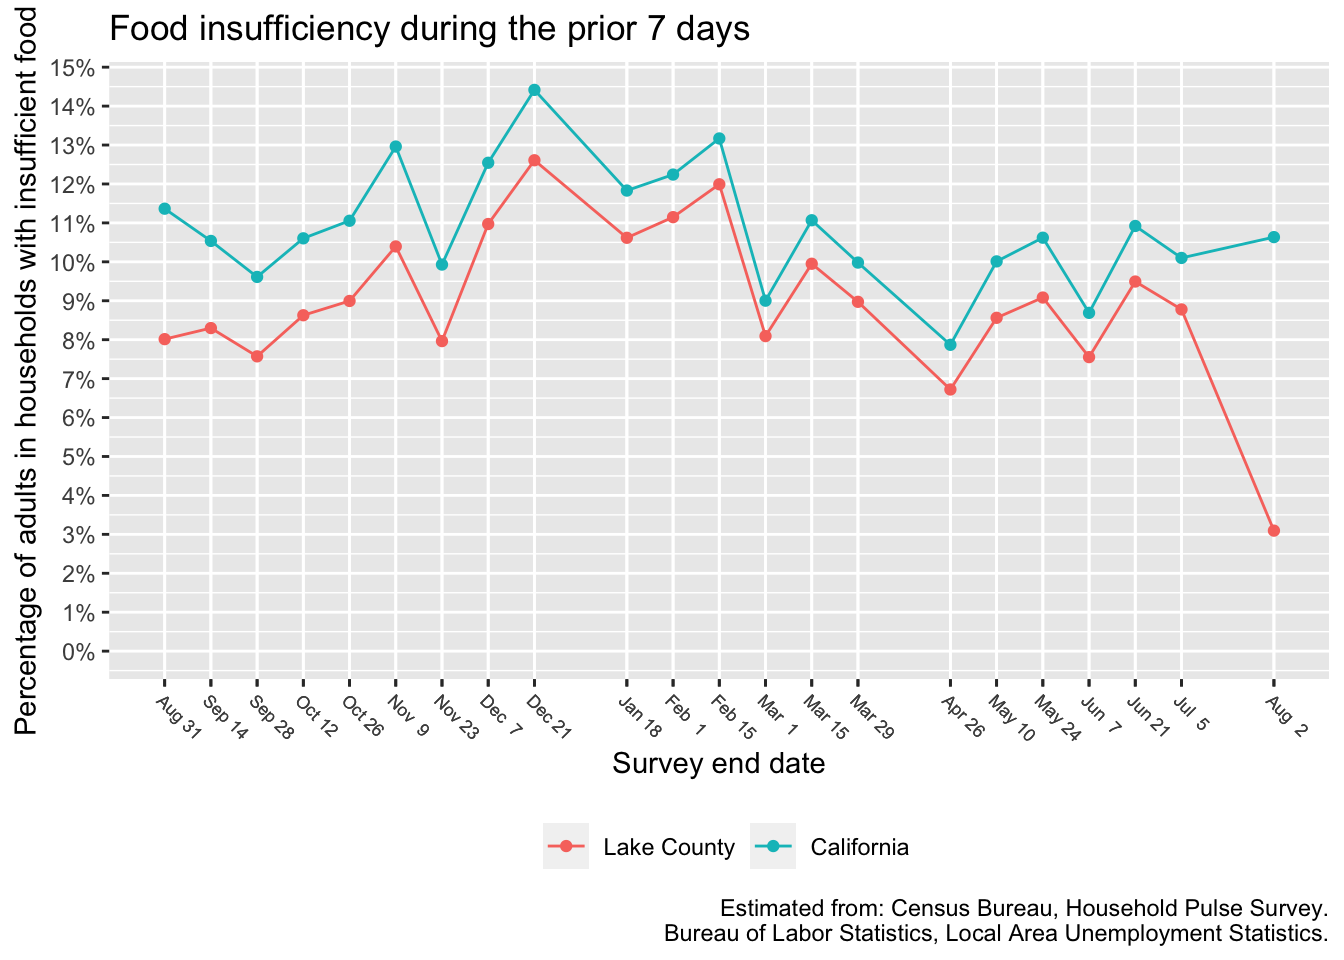 Food insufficiency during the prior 7 days
Percentage of adults in households with insufficient food
15%
14%
13%
12%
11%
10%
9%
8%
7%
6%
5%
4%
3%
2%
1%
0%
Aug 31
Sep 14
Sep 28
Oct 12
Oct 26
Nov 9
Nov 23
Dec 7
Dec 21
Jan 18
Feb 1
Feb 15
Mar 1
Mar 15
Mar 29
Apr 26
May 10
May 24
Jun 7
Jun 21
Jul 5
Aug 2
Survey end date
Lake County
California
Estimated from: Census Bureau, Household Pulse Survey.
Bureau of Labor Statistics, Local Area Unemployment Statistics.